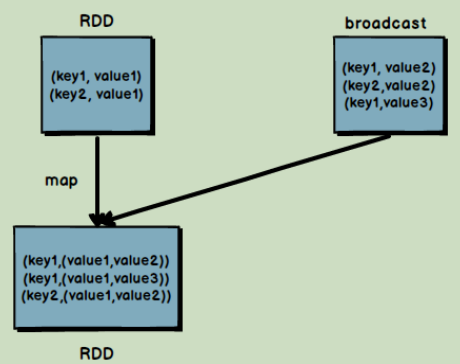 RDD
broadcast
(key1, value1)
(key2, value1)
(key1, value2)
(key2,value2)
(key1,value3)
map
(key1,(value1,value2))
(key1,(value1,value3))
(key2,(value1,value2))
RDD